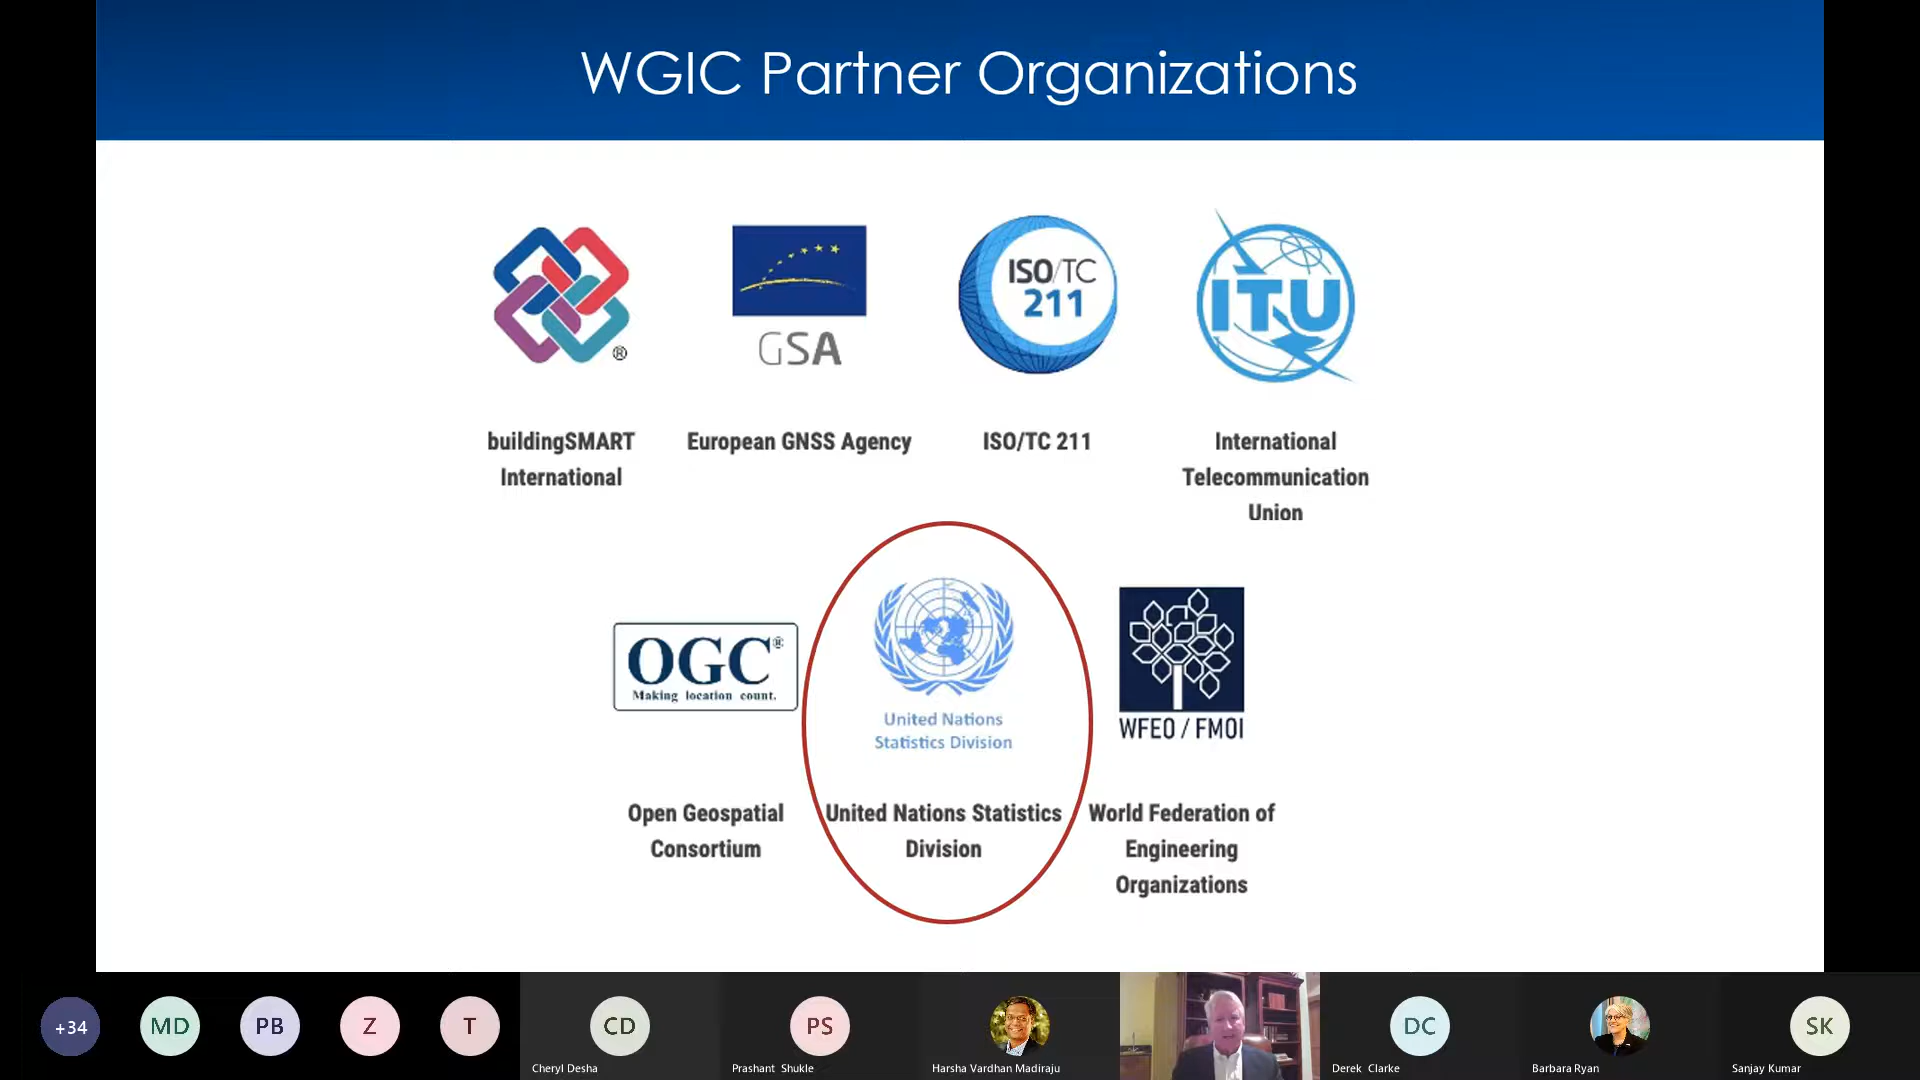 WGIC Partner Organizations
®
GSA
ISO/TC
211
ITU
buildingSMART
International
European GNSS Agency
ISO/TC 211
International
Telecommunication
Union
OGC®
Making location count.
United Nations
Statistics Division
WFEO / FMOI
Open Geospatial
Consortium
United Nations Statistics
Division
World Federation of
Engineering
Organizations
+34
MD
PB
Z
T
CD
Cheryl Desha
PS
Prashant Shukle
Harsha Vardhan Madiraju
DC
Derek Clarke
Barbara Ryan
SK
Sanjay Kumar